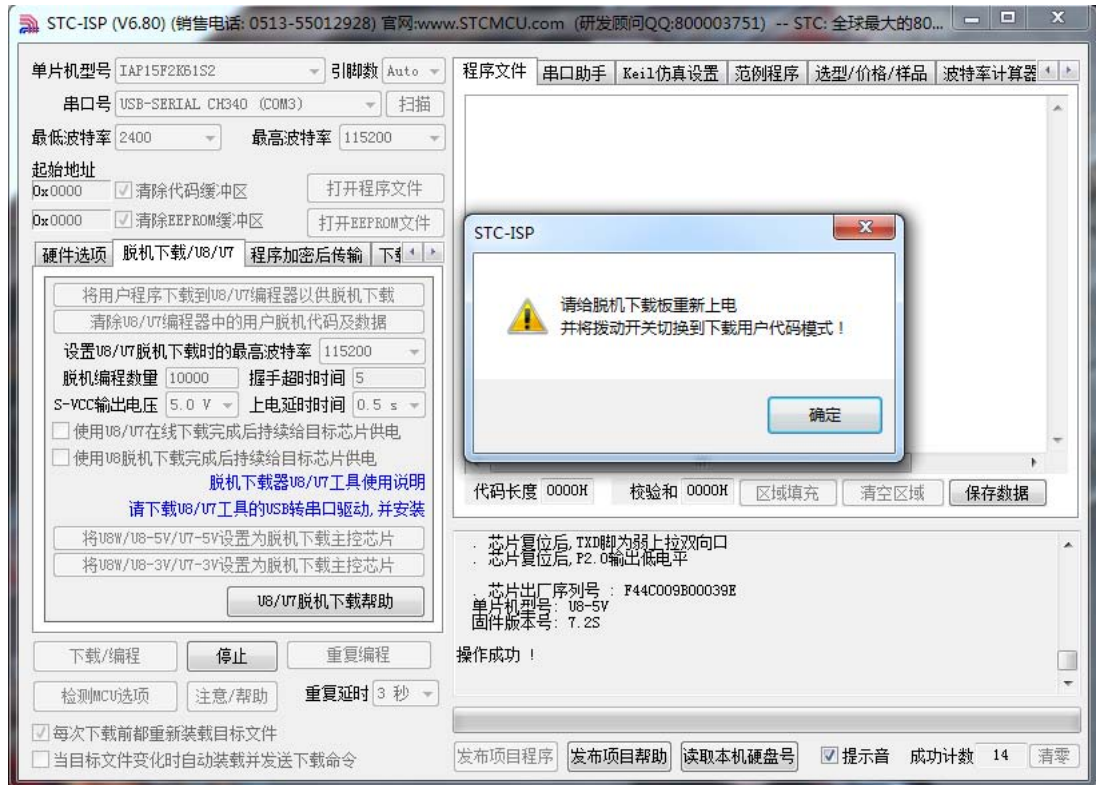 STC-ISP (V6.80) (销售电话: 0513-55012928) 官网:www.STCMCU.com (研发顾问QQ:800003751) -- STC: 全球最大的80...
单片机型号 IAP15F2K61S2 引脚数 Auto
串口号 USB-SERIAL CH340 (COM3) 扫描
最低波特率 2400 最高波特率 115200
起始地址
0x0000 清除代码缓冲区 打开程序文件
0x0000 清除EEPROM缓冲区 打开EEPROM文件
硬件选项 脱机下载/U8/U7 程序加密后传输
将用户程序下载到U8/U7编程器以供脱机下载
清除U8/U7编程器中的用户脱机代码及数据
设置U8/U7脱机下载时的最高波特率 115200
脱机编程数量 10000 握手超时时间 5
S-VCC输出电压 5.0 V 上电延时时间 0.5 s
使用U8/U7在线下载完成后持续给目标芯片供电
使用U8脱机下载完成后持续给目标芯片供电
脱机下载器U8/U7工具使用说明
请下载U8/U7工具的USB转串口驱动,并安装
将U8W/U8-5V/U7-5V设置为脱机下载主控芯片
将U8W/U8-3V/U7-3V设置为脱机下载主控芯片
U8/U7脱机下载帮助
下载/编程 停止 重复编程
检测MCU选项 注意/帮助 重复延时 3 秒
每次下载前都重新装载目标文件
当目标文件变化时自动装载并发送下载命令
程序文件 串口助手 Keil仿真设置 范例程序 选型/价格/样品 波特率计算器
STC-ISP
请给脱机下载板重新上电
并将拨动开关切换到下载用户代码模式！
确定
代码长度 0000H 校验和 0000H 区域填充 清空区域 保存数据
. 芯片复位后,TXD脚为弱上拉双向口
. 芯片复位后,P2.0输出低电平
. 芯片出厂序列号 : F44C009B00039E
单片机型号: U8-5V
固件版本号: 7.2S
操作成功 !
发布项目程序 发布项目帮助 读取本机硬盘号 提示音 成功计数 14 清零